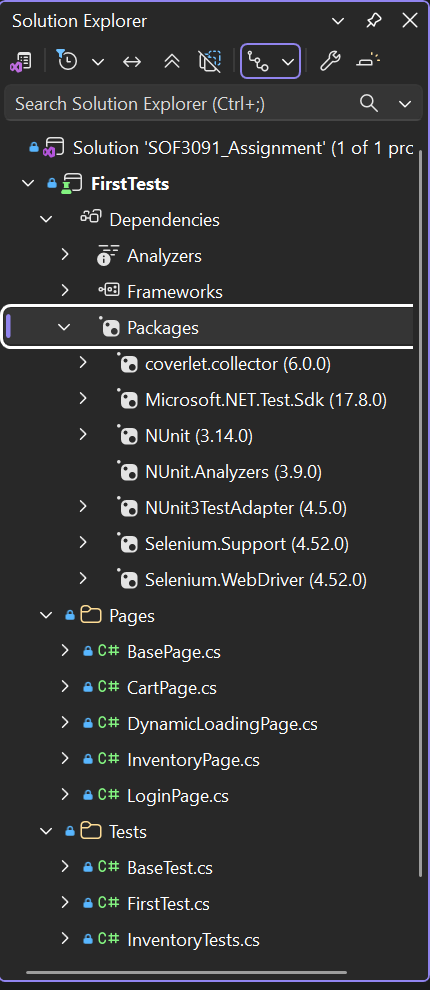 Solution Explorer
Search Solution Explorer (Ctrl+;)
Solution 'SOF3091_Assignment' (1 of 1 pro
FirstTests
Dependencies
Analyzers
Frameworks
Packages
coverlet.collector (6.0.0)
Microsoft.NET.Test.Sdk (17.8.0)
NUnit (3.14.0)
NUnit.Analyzers (3.9.0)
NUnit3TestAdapter (4.5.0)
Selenium.Support (4.52.0)
Selenium.WebDriver (4.52.0)
Pages
C# BasePage.cs
C# CartPage.cs
C# DynamicLoadingPage.cs
C# InventoryPage.cs
C# LoginPage.cs
Tests
C# BaseTest.cs
C# FirstTest.cs
C# InventoryTests.cs